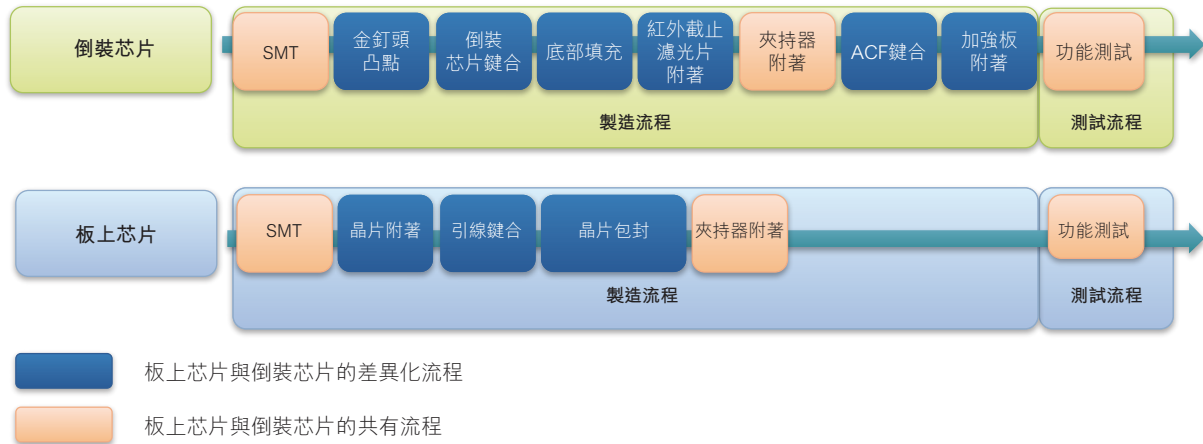 倒裝芯片
SMT
金釘頭
凸點
倒裝
芯片鍵合
底部填充
紅外截止
濾光片
附著
夾持器
附著
ACF鍵合
加強板
附著
功能測試
製造流程
測試流程
板上芯片
SMT
晶片附著
引線鍵合
晶片包封
夾持器附著
功能測試
製造流程
測試流程
板上芯片與倒裝芯片的差異化流程
板上芯片與倒裝芯片的共有流程